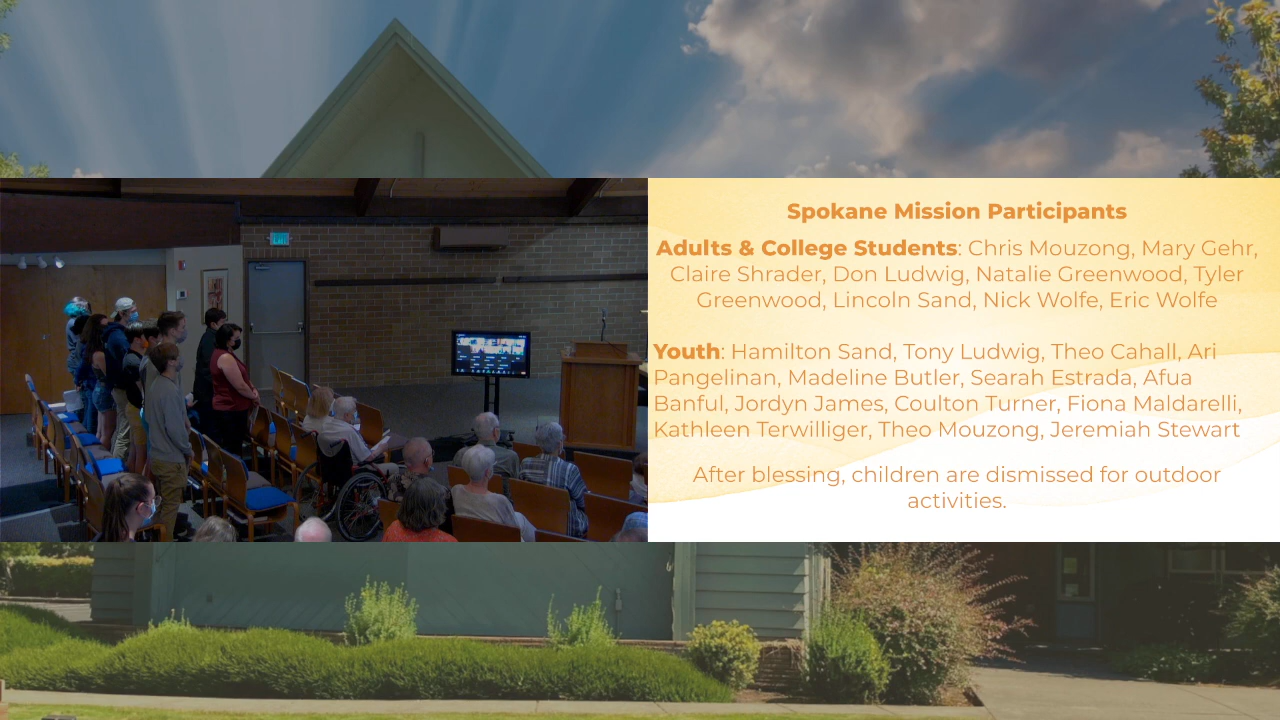 Spokane Mission Participants
Adults & College Students: Chris Mouzong, Mary Gehr,
Claire Shrader, Don Ludwig, Natalie Greenwood, Tyler
Greenwood, Lincoln Sand, Nick Wolfe, Eric Wolfe
Youth: Hamilton Sand, Tony Ludwig, Theo Cahall, Ari
Pangelinan, Madeline Butler, Searah Estrada, Afua
Banful, Jordyn James, Coulton Turner, Fiona Maldarelli,
Kathleen Terwilliger, Theo Mouzong, Jeremiah Stewart
After blessing, children are dismissed for outdoor
activities.